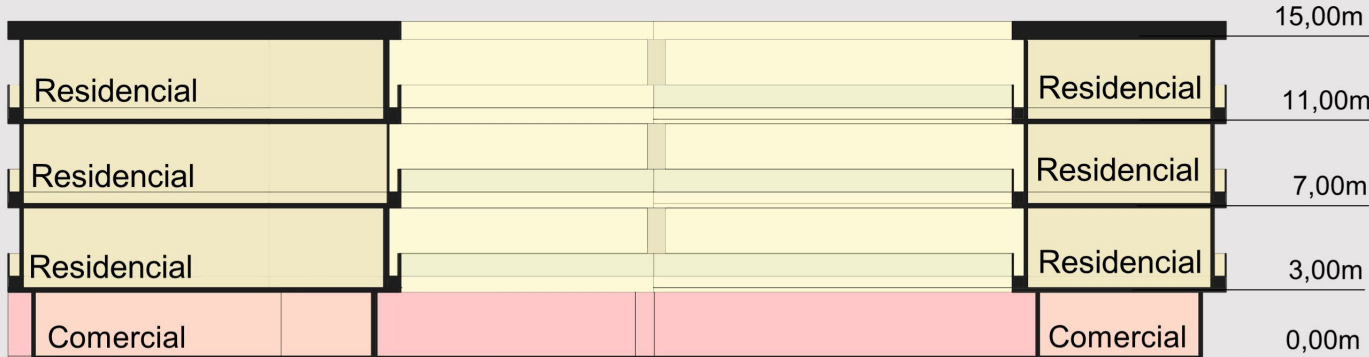 15,00m
Residencial
Residencial
11,00m
Residencial
Residencial
7,00m
Residencial
Residencial
3,00m
Comercial
Comercial
0,00m